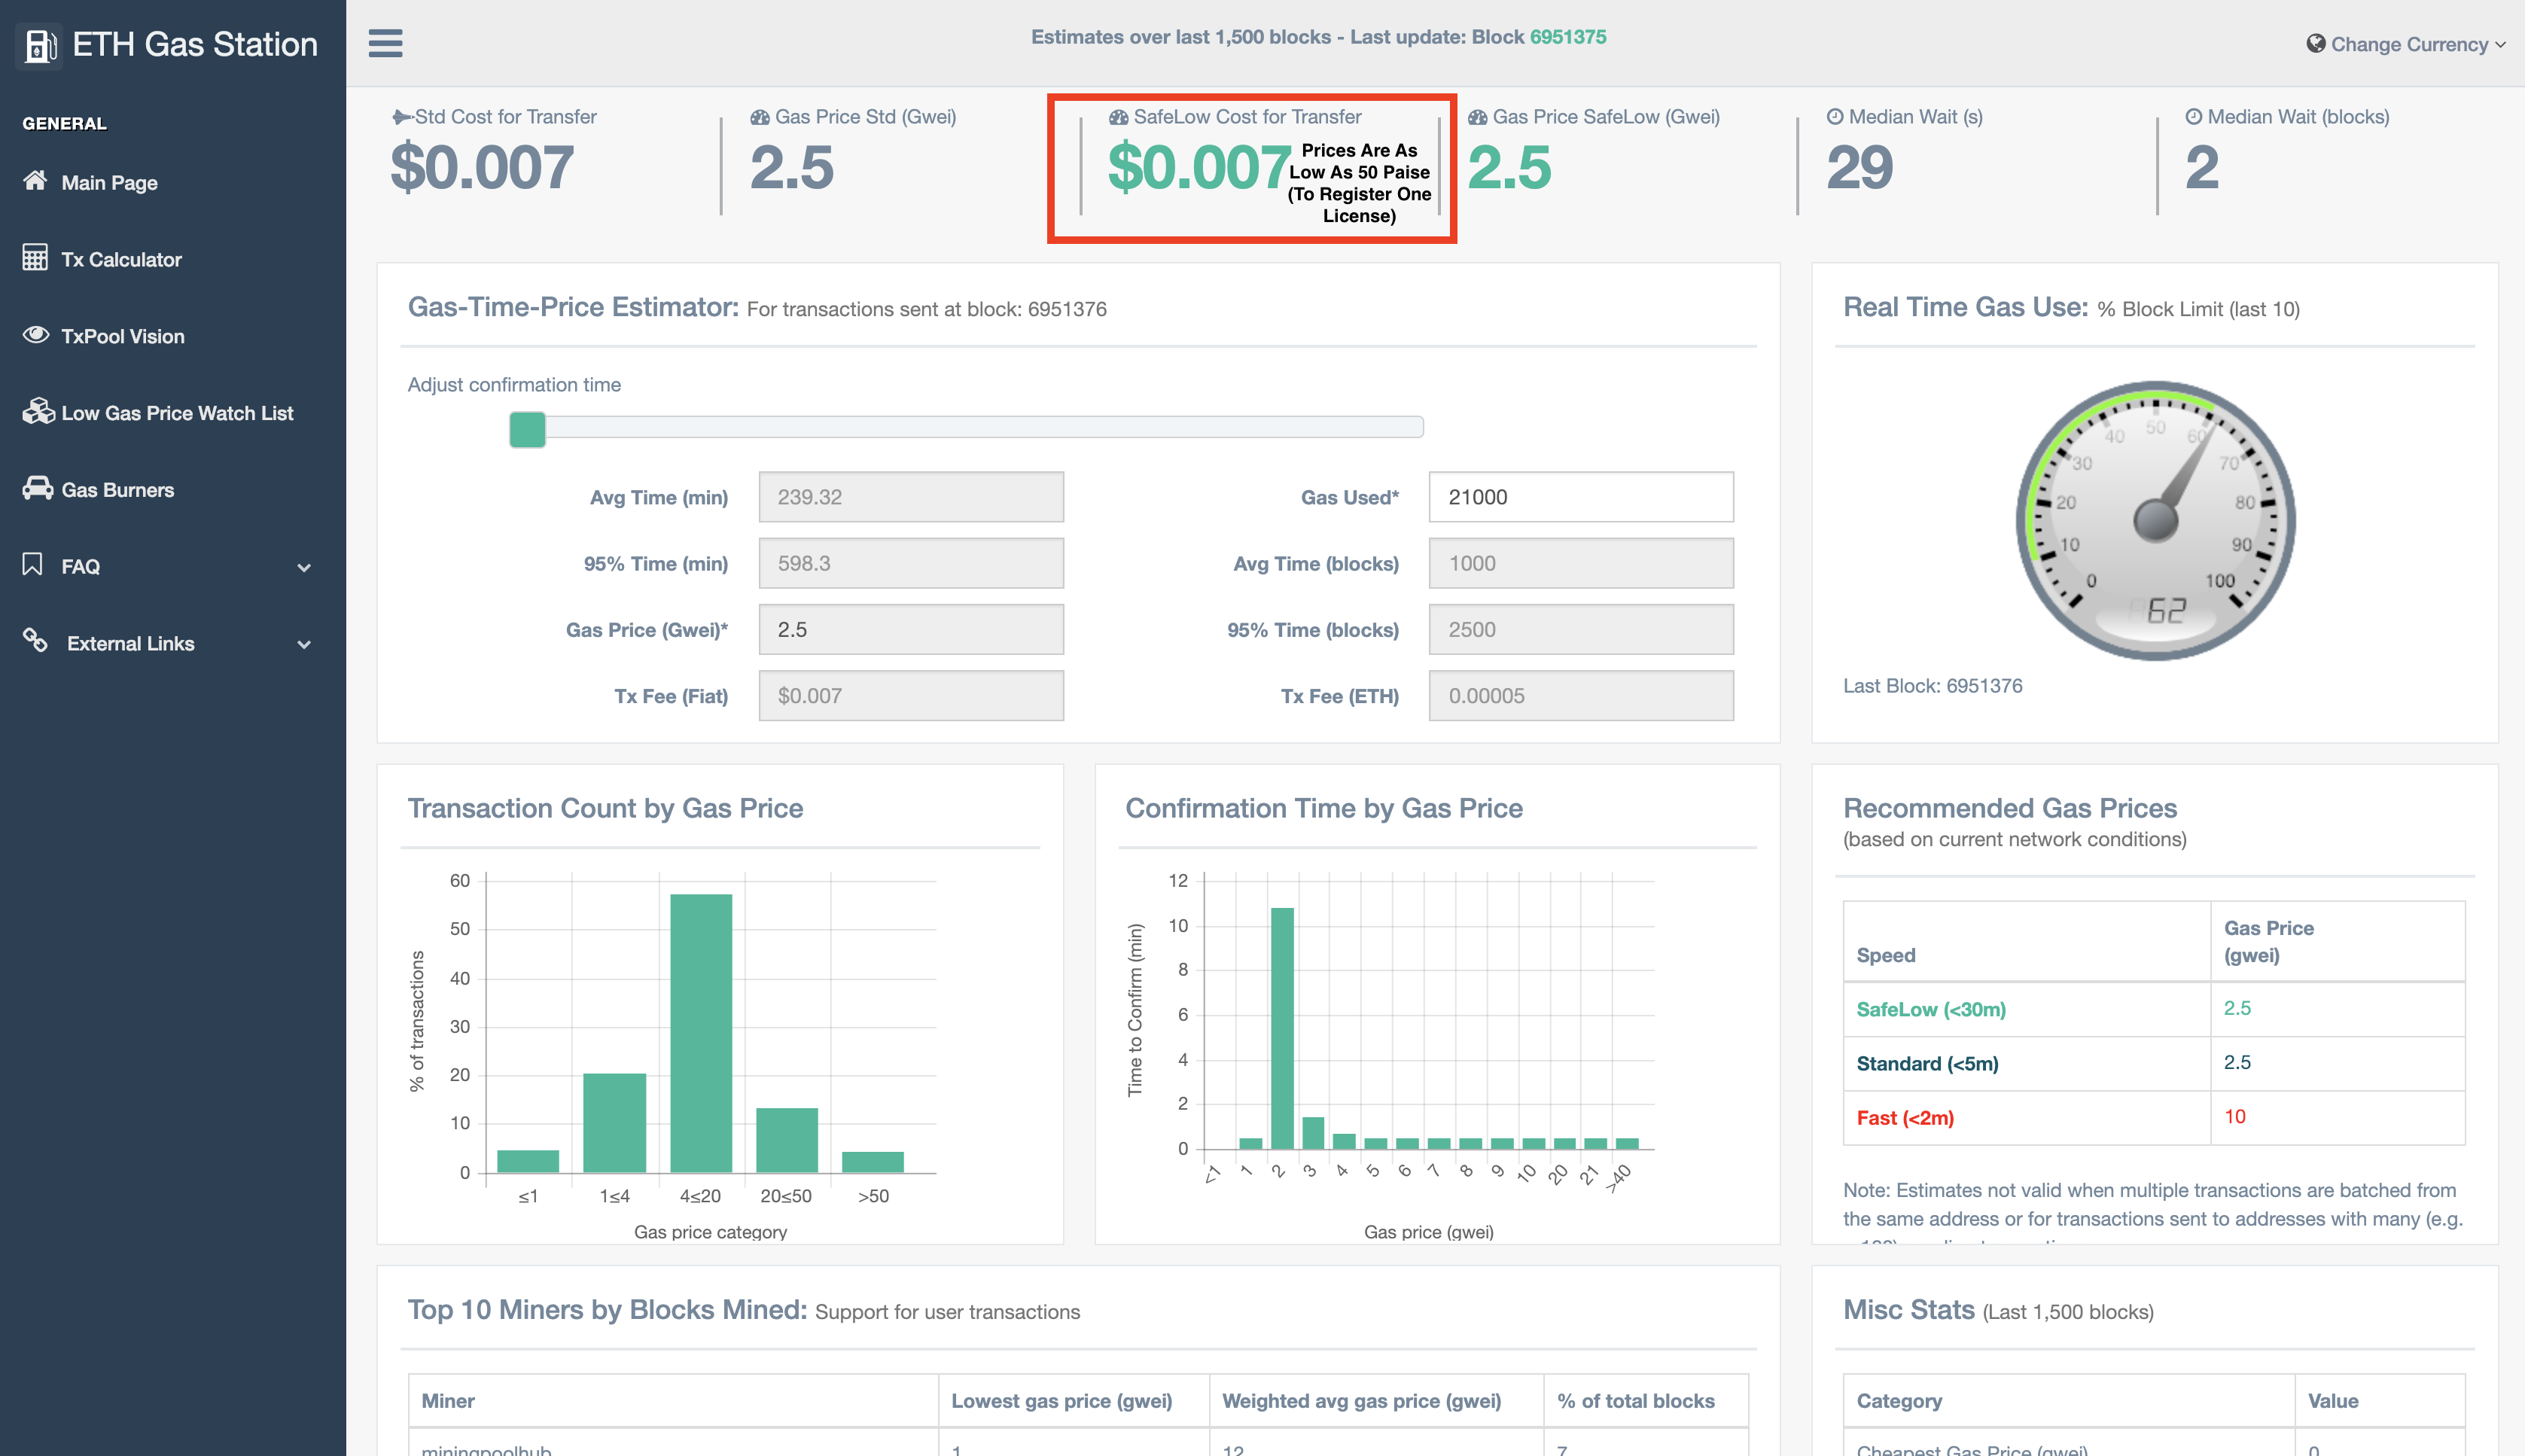 ETH Gas Station
Estimates over last 1,500 blocks - Last update: Block 6951375
Change Currency
GENERAL
Main Page
Tx Calculator
TxPool Vision
Low Gas Price Watch List
Gas Burners
FAQ
External Links
Std Cost for Transfer
$0.007
Gas Price Std (Gwei)
2.5
SafeLow Cost for Transfer
$0.007
Prices Are As
Low As 50 Paise
(To Register One
License)
Gas Price SafeLow (Gwei)
2.5
Median Wait (s)
29
Median Wait (blocks)
2
Gas-Time-Price Estimator: For transactions sent at block: 6951376
Adjust confirmation time
Avg Time (min) 239.32
Gas Used* 21000
95% Time (min) 598.3
Avg Time (blocks) 1000
Gas Price (Gwei)* 2.5
95% Time (blocks) 2500
Tx Fee (Fiat) $0.007
Tx Fee (ETH) 0.00005
Real Time Gas Use: % Block Limit (last 10)
0 10 20 30 40 50 60 70 80 90 100
62
Last Block: 6951376
Transaction Count by Gas Price
% of transactions
60
50
40
30
20
10
0
≤1 1≤4 4≤20 20≤50 >50
Gas price category
Confirmation Time by Gas Price
Time to Confirm (min)
12
10
8
6
4
2
0
<1 1 2 3 4 5 6 7 8 9 10 20 21 >40
Gas price (gwei)
Recommended Gas Prices
(based on current network conditions)
Speed Gas Price
(gwei)
SafeLow (<30m) 2.5
Standard (<5m) 2.5
Fast (<2m) 10
Note: Estimates not valid when multiple transactions are batched from
the same address or for transactions sent to addresses with many (e.g.
Top 10 Miners by Blocks Mined: Support for user transactions
Miner Lowest gas price (gwei) Weighted avg gas price (gwei) % of total blocks
miningpoolhub 1 12 7
Misc Stats (Last 1,500 blocks)
Category Value
Cheapest Gas Price (gwei) 0